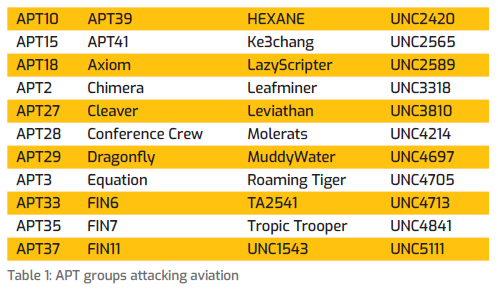 APT10 APT39 HEXANE UNC2420
APT15 APT41 Ke3chang UNC2565
APT18 Axiom LazyScripter UNC2589
APT2 Chimera Leafminer UNC3318
APT27 Cleaver Leviathan UNC3810
APT28 Conference Crew Molerats UNC4214
APT29 Dragonfly MuddyWater UNC4697
APT3 Equation Roaming Tiger UNC4705
APT33 FIN6 TA2541 UNC4713
APT35 FIN7 Tropic Trooper UNC4841
APT37 FIN11 UNC1543 UNC5111
Table 1: APT groups attacking aviation